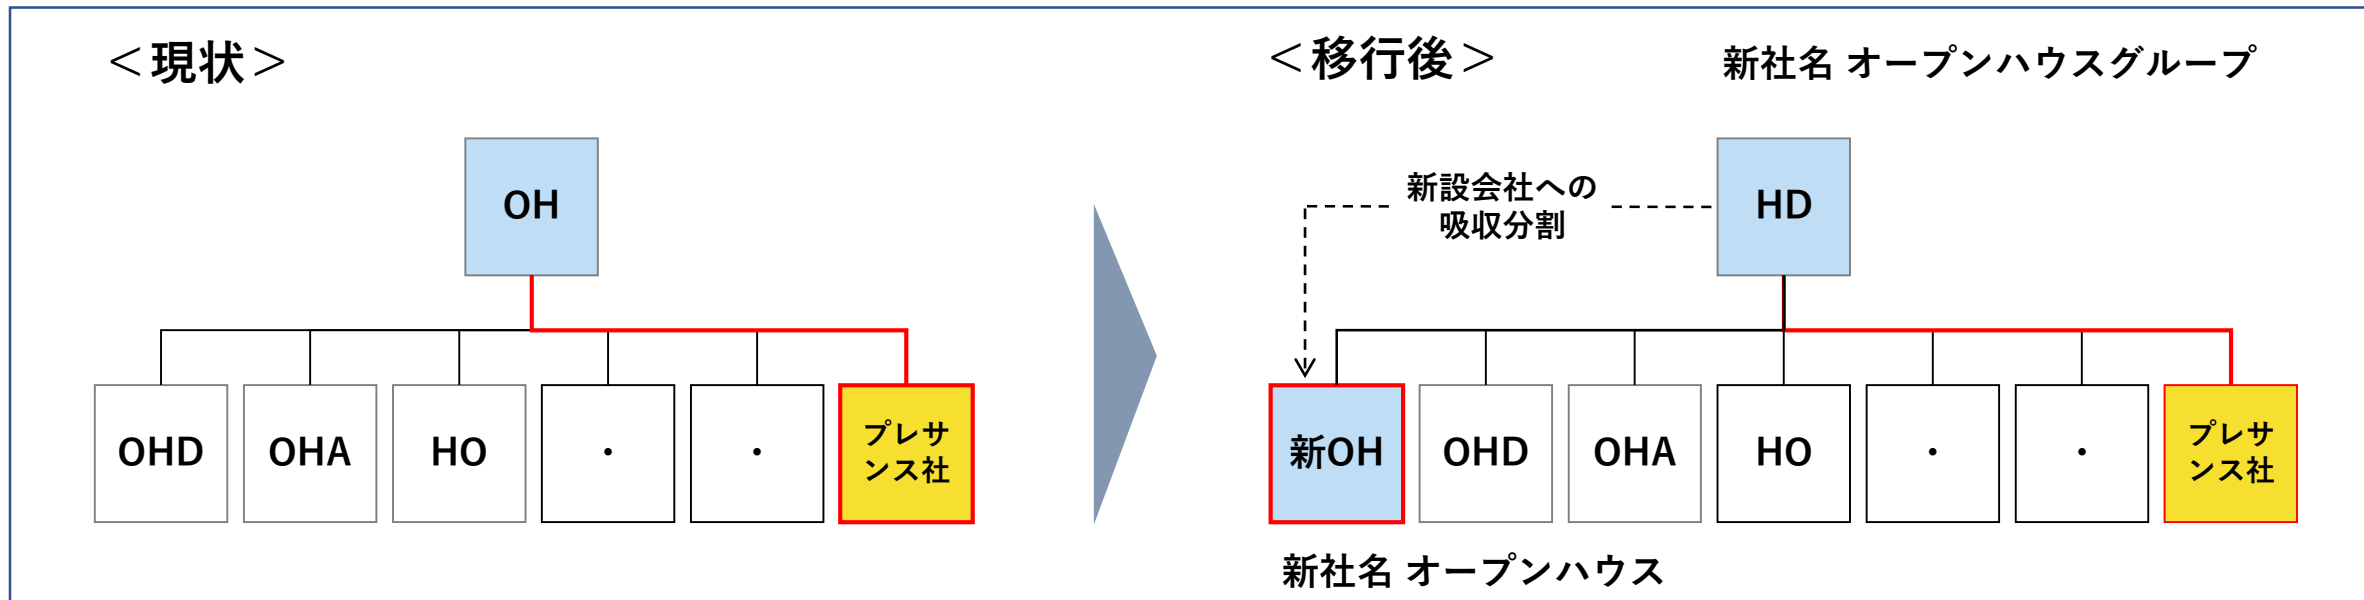 ＜現状＞
OH
OHD
OHA
HO
・
・
プレサ
ンス社
＜移行後＞
新社名 オープンハウスグループ
HD
新設会社への
吸収分割
新OH
OHD
OHA
HO
・
・
プレサ
ンス社
新社名 オープンハウス